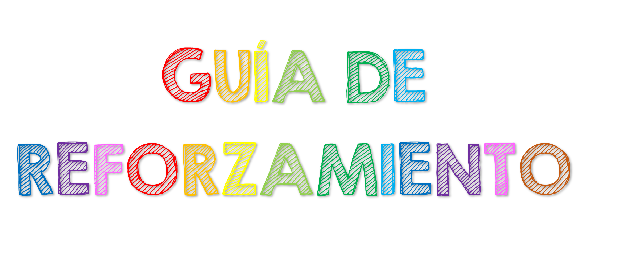 GUÍA DE
REFORZAMIENTO